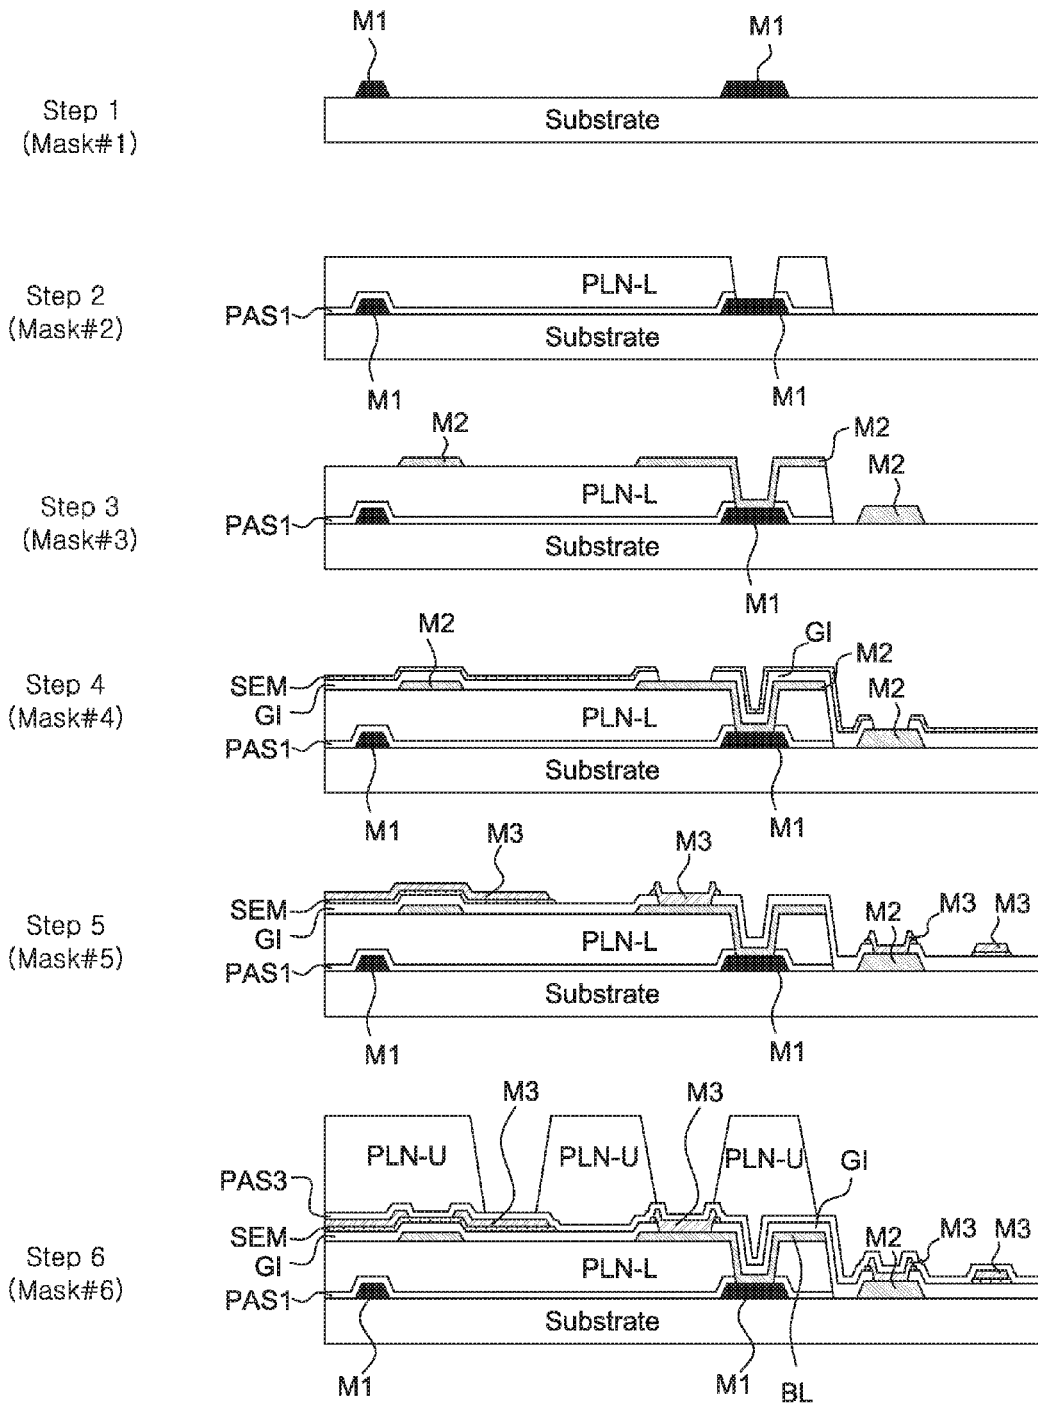 M1
M1
Step 1
(Mask#1)
Substrate
Step 2
(Mask#2)
PLN-L
PAS1
Substrate
M1
M1
M2
M2
M2
Step 3
(Mask#3)
PLN-L
PAS1
Substrate
M1
M2
GI
M2
Step 4
(Mask#4)
SEM
GI
M2
PLN-L
PAS1
Substrate
M1
M1
M3
M3
Step 5
(Mask#5)
SEM
GI
M2
M3
M3
PLN-L
PAS1
Substrate
M1
M1
M3
M3
PLN-U
PLN-U
PLN-U
GI
PAS3
Step 6
(Mask#6)
SEM
GI
M2
M3
M3
PLN-L
PAS1
Substrate
M1
M1
BL